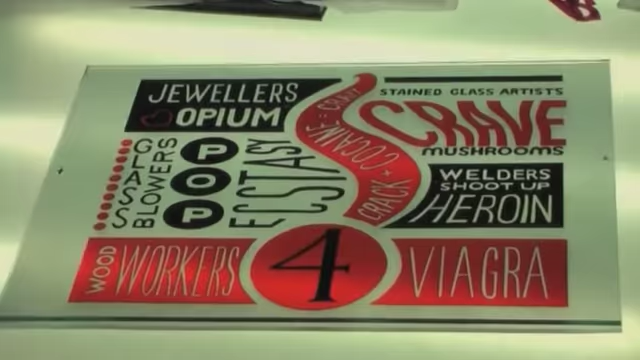 JEWELLERS
OPIUM
GLASS
BLOWERS
POP
ECSTASY
CRACK + COCAINE =
STAINED GLASS ARTISTS
CRAVE
MUSHROOMS
WELDERS
SHOOT UP
HEROIN
WOOD
WORKERS
4
VIAGRA